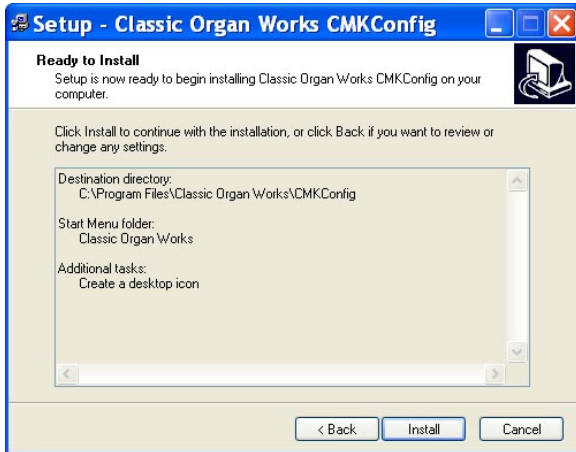 Setup - Classic Organ Works CMKConfig
Ready to Install
Setup is now ready to begin installing Classic Organ Works CMKConfig on your
computer.
Click Install to continue with the installation, or click Back if you want to review or
change any settings.
Destination directory:
C:\Program Files\Classic Organ Works\CMKConfig
Start Menu folder:
Classic Organ Works
Additional tasks:
Create a desktop icon
< Back
Install
Cancel